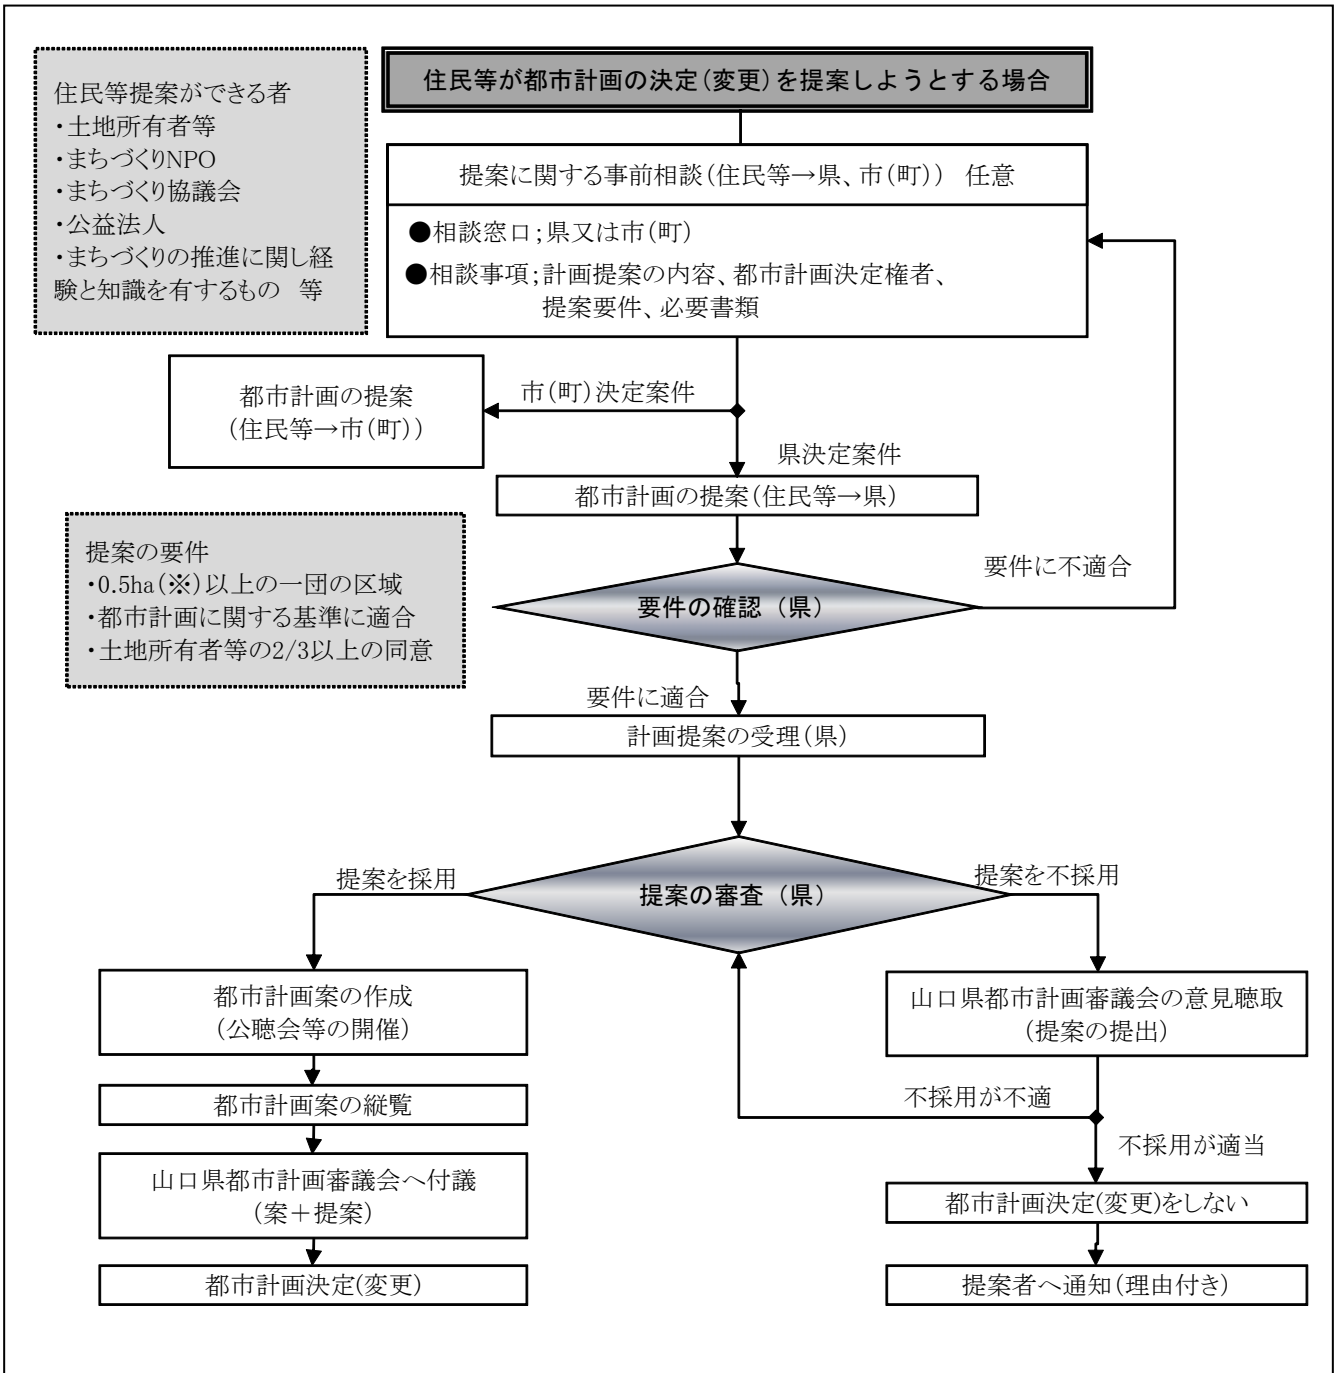 住民等が都市計画の決定(変更)を提案しようとする場合
住民等提案ができる者
・土地所有者等
・まちづくりNPO
・まちづくり協議会
・公益法人
・まちづくりの推進に関し経
験と知識を有するもの　等
提案に関する事前相談(住民等→県、市(町))　任意
●相談窓口;県又は市(町)
●相談事項;計画提案の内容、都市計画決定権者、
提案要件、必要書類
市(町)決定案件
都市計画の提案
(住民等→市(町))
県決定案件
都市計画の提案(住民等→県)
提案の要件
・0.5ha(※)以上の一団の区域
・都市計画に関する基準に適合
・土地所有者等の2/3以上の同意
要件に不適合
要件の確認（県）
要件に適合
計画提案の受理(県)
提案を採用
提案の審査（県）
提案を不採用
都市計画案の作成
(公聴会等の開催)
山口県都市計画審議会の意見聴取
(提案の提出)
都市計画案の縦覧
不採用が不適
不採用が適当
山口県都市計画審議会へ付議
(案＋提案)
都市計画決定(変更)をしない
都市計画決定(変更)
提案者へ通知(理由付き)